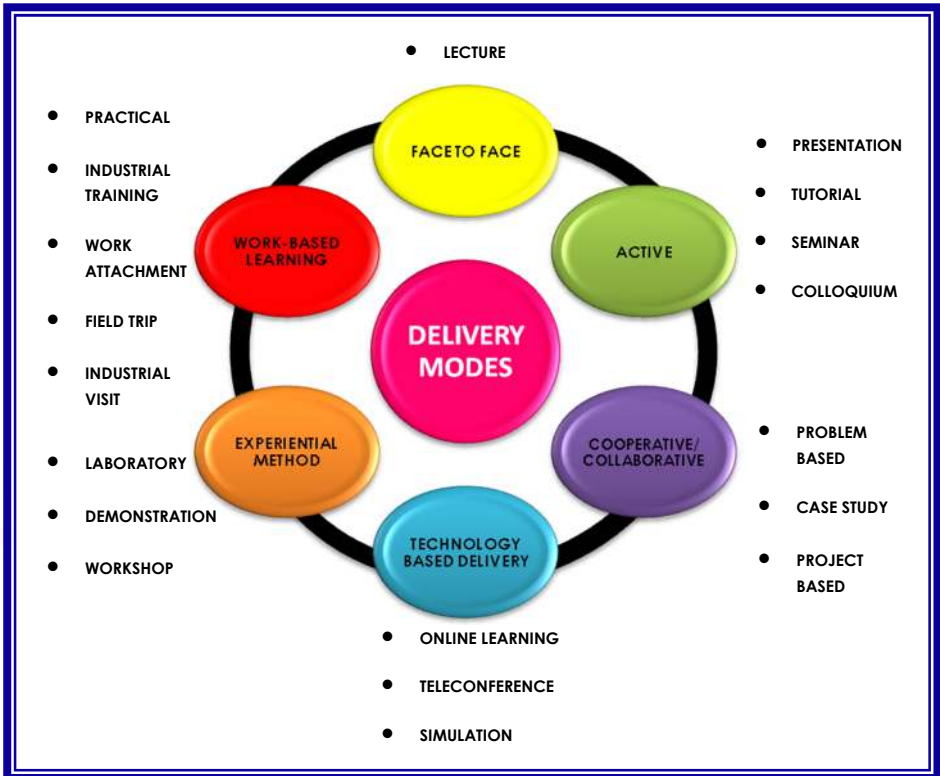 LECTURE
FACE TO FACE
PRESENTATION
TUTORIAL
SEMINAR
COLLOQUIUM
ACTIVE
PROBLEM
BASED
CASE STUDY
PROJECT
BASED
COOPERATIVE/
COLLABORATIVE
TECHNOLOGY
BASED DELIVERY
ONLINE LEARNING
TELECONFERENCE
SIMULATION
EXPERIENTIAL
METHOD
LABORATORY
DEMONSTRATION
WORKSHOP
WORK-BASED
LEARNING
PRACTICAL
INDUSTRIAL
TRAINING
WORK
ATTACHMENT
FIELD TRIP
INDUSTRIAL
VISIT
DELIVERY
MODES